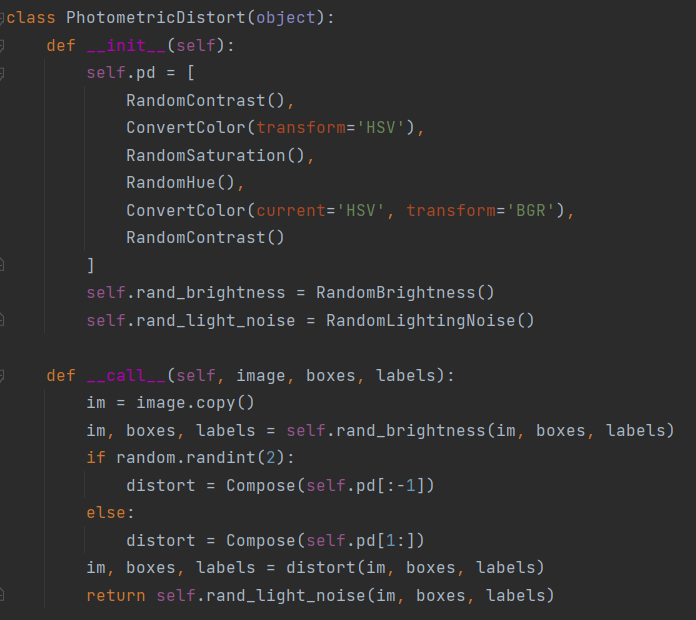 class PhotometricDistort(object):
    def __init__(self):
        self.pd = [
            RandomContrast(),
            ConvertColor(transform='HSV'),
            RandomSaturation(),
            RandomHue(),
            ConvertColor(current='HSV', transform='BGR'),
            RandomContrast()
        ]
        self.rand_brightness = RandomBrightness()
        self.rand_light_noise = RandomLightingNoise()

    def __call__(self, image, boxes, labels):
        im = image.copy()
        im, boxes, labels = self.rand_brightness(im, boxes, labels)
        if random.randint(2):
            distort = Compose(self.pd[:-1])
        else:
            distort = Compose(self.pd[1:])
        im, boxes, labels = distort(im, boxes, labels)
        return self.rand_light_noise(im, boxes, labels)